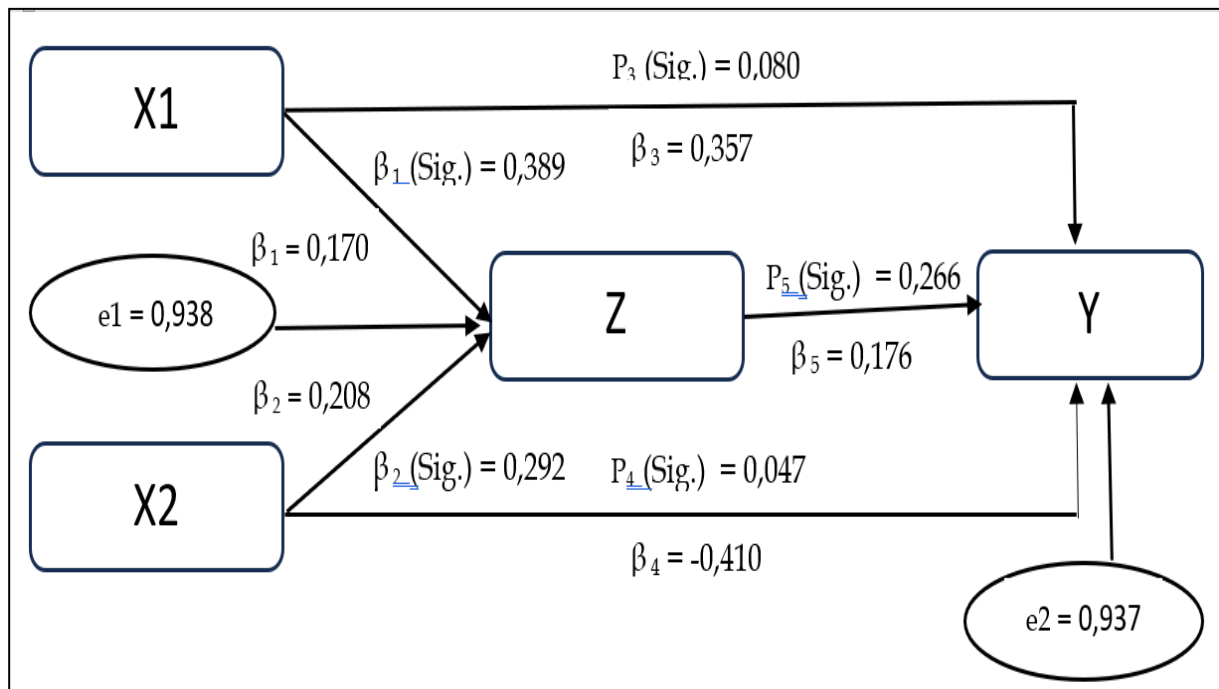 P₃ (Sig.) = 0,080
X1
β₃ = 0,357
β₁ (Sig.) = 0,389
β₁ = 0,170
P₅ (Sig.) = 0,266
e1 = 0,938
Z
Y
β₅ = 0,176
β₂ = 0,208
β₂ (Sig.) = 0,292
P₄ (Sig.) = 0,047
X2
β₄ = -0,410
e2 = 0,937